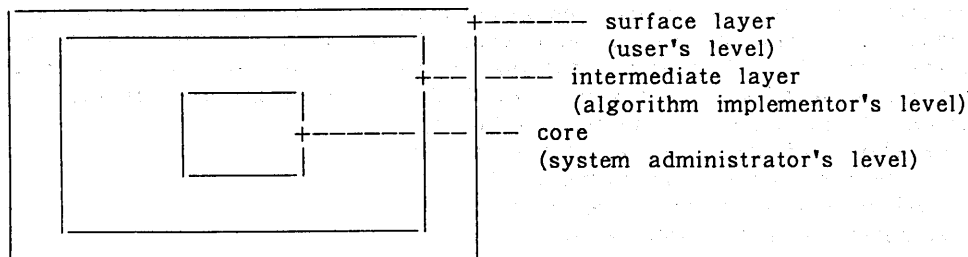 surface layer
(user's level)
intermediate layer
(algorithm implementor's level)
core
(system administrator's level)